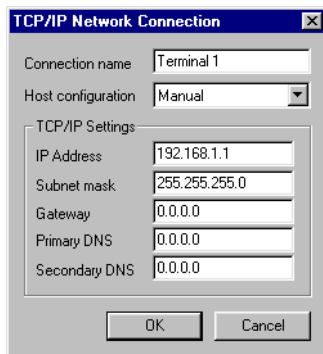 TCP/IP Network Connection
Connection name Terminal 1
Host configuration Manual
TCP/IP Settings
IP Address 192.168.1.1
Subnet mask 255.255.255.0
Gateway 0.0.0.0
Primary DNS 0.0.0.0
Secondary DNS 0.0.0.0
OK Cancel